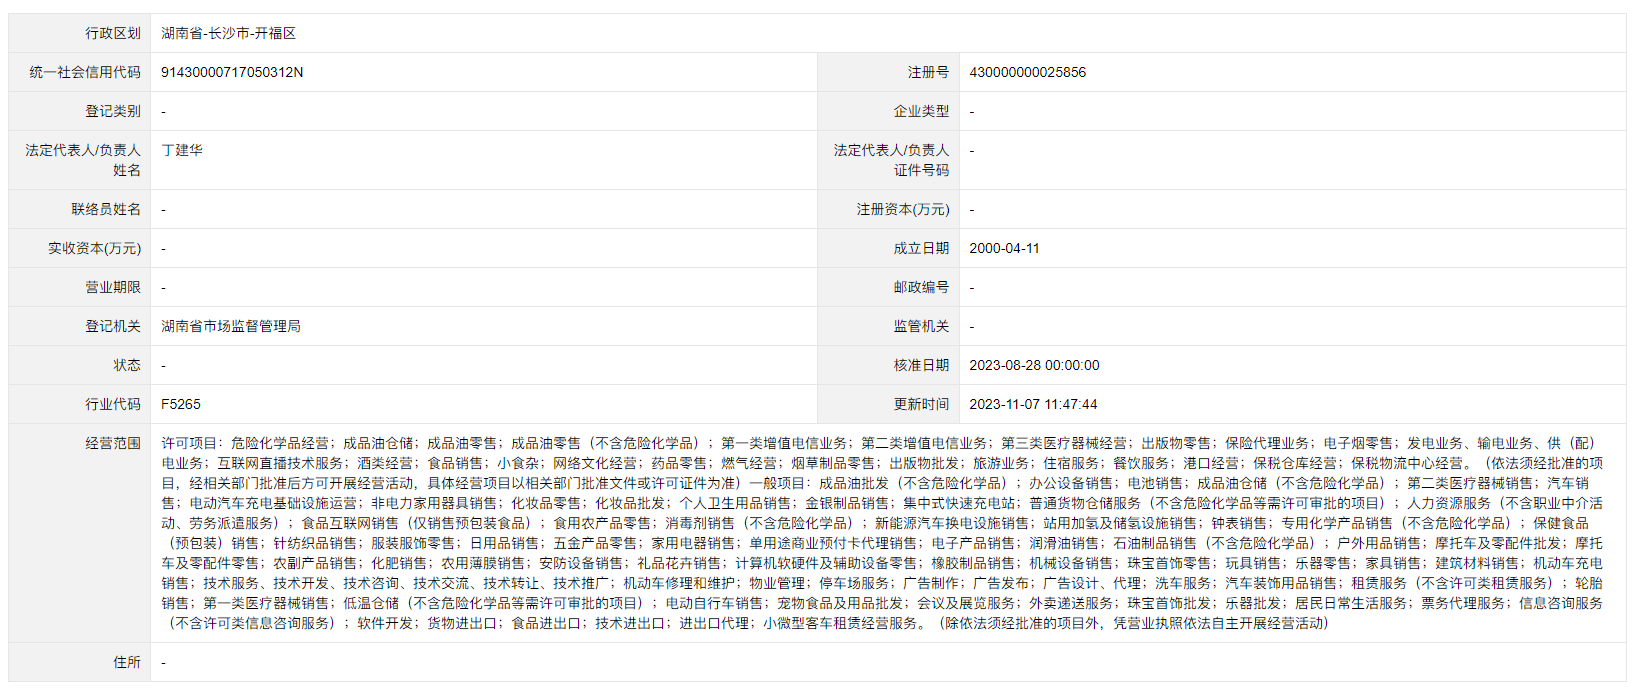 行政区划 湖南省-长沙市-开福区
统一社会信用代码 91430000717050312N 注册号 430000000025856
登记类别 - 企业类型 -
法定代表人/负责人 丁建华 法定代表人/负责人 -
姓名 证件号码
联络员姓名 - 注册资本(万元) -
实收资本(万元) - 成立日期 2000-04-11
营业期限 - 邮政编号 -
登记机关 湖南省市场监督管理局 监管机关 -
状态 - 核准日期 2023-08-28 00:00:00
行业代码 F5265 更新时间 2023-11-07 11:47:44
经营范围 许可项目：危险化学品经营；成品油仓储；成品油零售；成品油零售（不含危险化学品）；第一类增值电信业务；第二类增值电信业务；第三类医疗器械经营；出版物零售；保险代理业务；电子烟零售；发电业务、输电业务、供（配）
电业务；互联网直播技术服务；酒类经营；食品销售；小食杂；网络文化经营；药品零售；燃气经营；烟草制品零售；出版物批发；旅游业务；住宿服务；餐饮服务；港口经营；保税仓库经营；保税物流中心经营。（依法须经批准的项
目，经相关部门批准后方可开展经营活动，具体经营项目以相关部门批准文件或许可证件为准）一般项目：成品油批发（不含危险化学品）；办公设备销售；电池销售；成品油仓储（不含危险化学品）；第二类医疗器械销售；汽车销
售；电动汽车充电基础设施运营；非电力家用器具销售；化妆品零售；化妆品批发；个人卫生用品销售；金银制品销售；集中式快速充电站；普通货物仓储服务（不含危险化学品等需许可审批的项目）；人力资源服务（不含职业中介活
动、劳务派遣服务）；食品互联网销售（仅销售预包装食品）；食用农产品零售；消毒剂销售（不含危险化学品）；新能源汽车换电设施销售；站用加氢及储氢设施销售；钟表销售；专用化学产品销售（不含危险化学品）；保健食品
（预包装）销售；针纺织品销售；服装服饰零售；日用品销售；五金产品零售；家用电器销售；单用途商业预付卡代理销售；电子产品销售；润滑油销售；石油制品销售（不含危险化学品）；户外用品销售；摩托车及零配件批发；摩托
车及零配件零售；农副产品销售；化肥销售；农用薄膜销售；安防设备销售；礼品花卉销售；计算机软硬件及辅助设备零售；橡胶制品销售；机械设备销售；珠宝首饰零售；玩具销售；乐器零售；家具销售；建筑材料销售；机动车充电
销售；技术服务、技术开发、技术咨询、技术交流、技术转让、技术推广；机动车修理和维护；物业管理；停车场服务；广告制作；广告发布；广告设计、代理；洗车服务；汽车装饰用品销售；租赁服务（不含许可类租赁服务）；轮胎
销售；第一类医疗器械销售；低温仓储（不含危险化学品等需许可审批的项目）；电动自行车销售；宠物食品及用品批发；会议及展览服务；外卖递送服务；珠宝首饰批发；乐器批发；居民日常生活服务；票务代理服务；信息咨询服务
（不含许可类信息咨询服务）；软件开发；货物进出口；食品进出口；技术进出口；进出口代理；小微型客车租赁经营服务。（除依法须经批准的项目外，凭营业执照依法自主开展经营活动）
住所 -